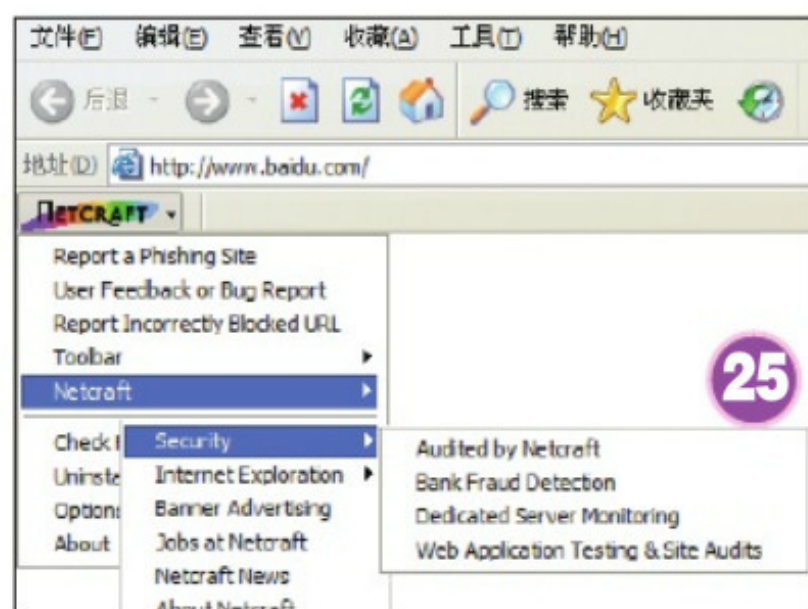 文件(F) 编辑(E) 查看(V) 收藏(A) 工具(T) 帮助(H)
后退 搜索 收藏夹
地址(D) http://www.baidu.com/
NETCRAFT
Report a Phishing Site
User Feedback or Bug Report
Report Incorrectly Blocked URL
Toolbar
Netcraft
25
Check
Security
Audited by Netcraft
Internet Exploration
Bank Fraud Detection
Banner Advertising
Dedicated Server Monitoring
About
Jobs at Netcraft
Web Application Testing & Site Audits
Netcraft News
About Netcraft